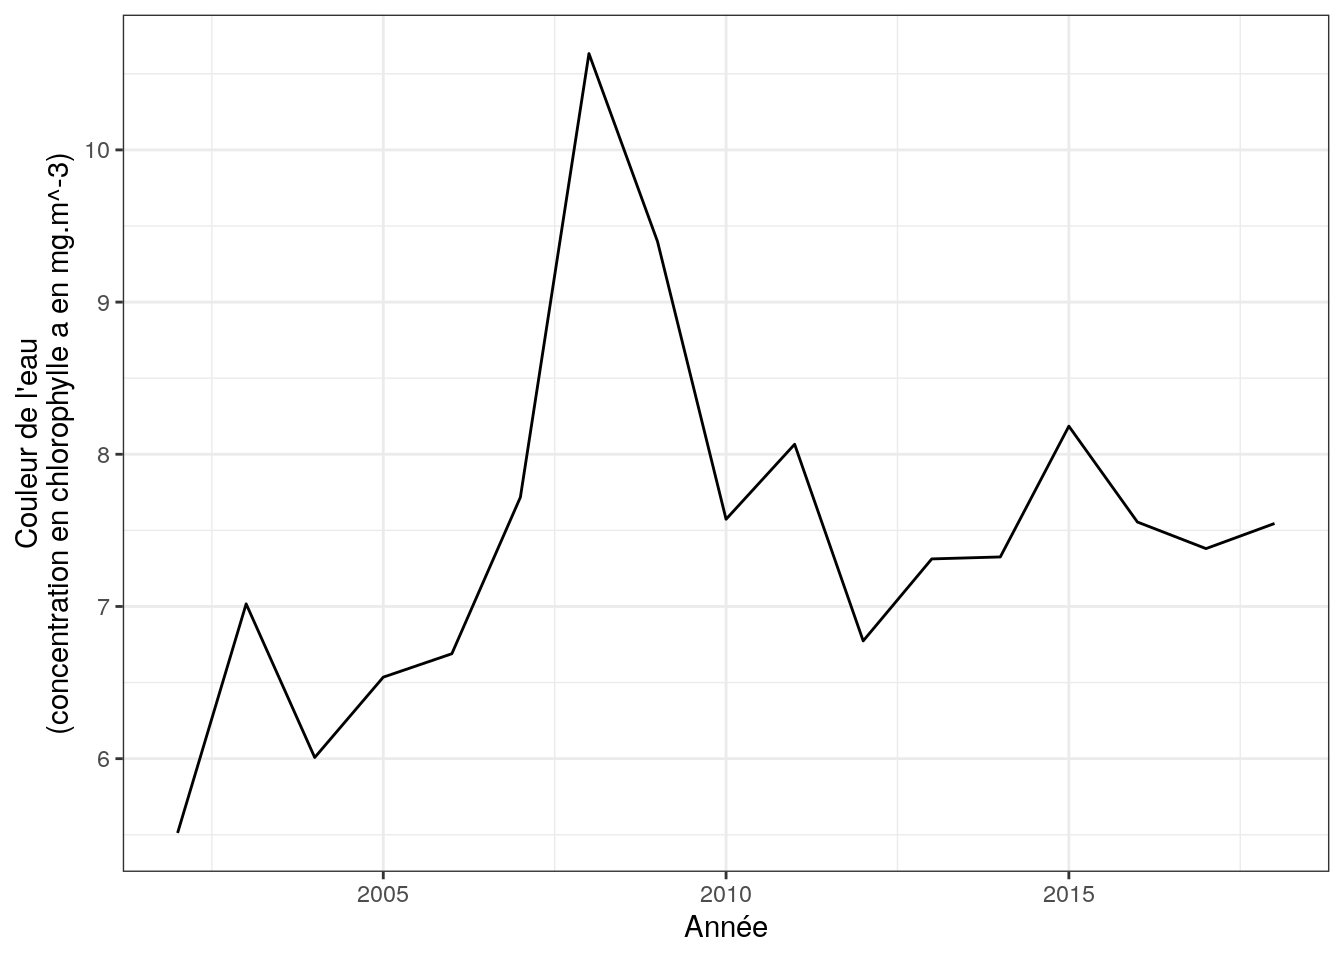 Couleur de l'eau
(concentration en chlorophylle a en mg.m^-3)
10
9
8
7
6
2005
2010
2015
Année